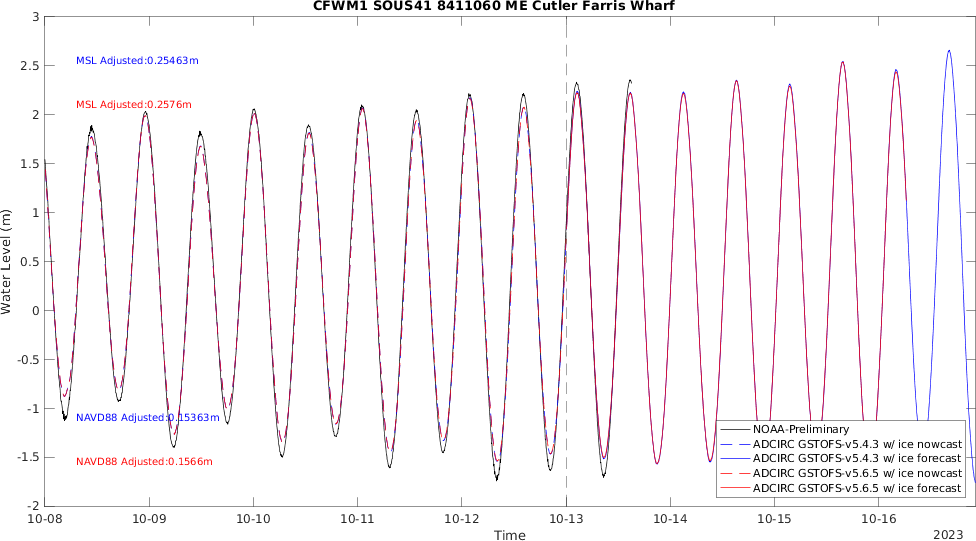 CFWM1 SOUS41 8411060 ME Cutler Farris Wharf
3
2.5
2
1.5
1
0.5
0
-0.5
-1
-1.5
-2
Water Level (m)
MSL Adjusted:0.25463m
MSL Adjusted:0.2576m
NAVD88 Adjusted:0.15363m
NAVD88 Adjusted:0.1566m
NOAA-Preliminary
ADCIRC GSTOFS-v5.4.3 w/ ice nowcast
ADCIRC GSTOFS-v5.4.3 w/ ice forecast
ADCIRC GSTOFS-v5.6.5 w/ ice nowcast
ADCIRC GSTOFS-v5.6.5 w/ ice forecast
10-08 10-09 10-10 10-11 10-12 10-13 10-14 10-15 10-16
Time
2023